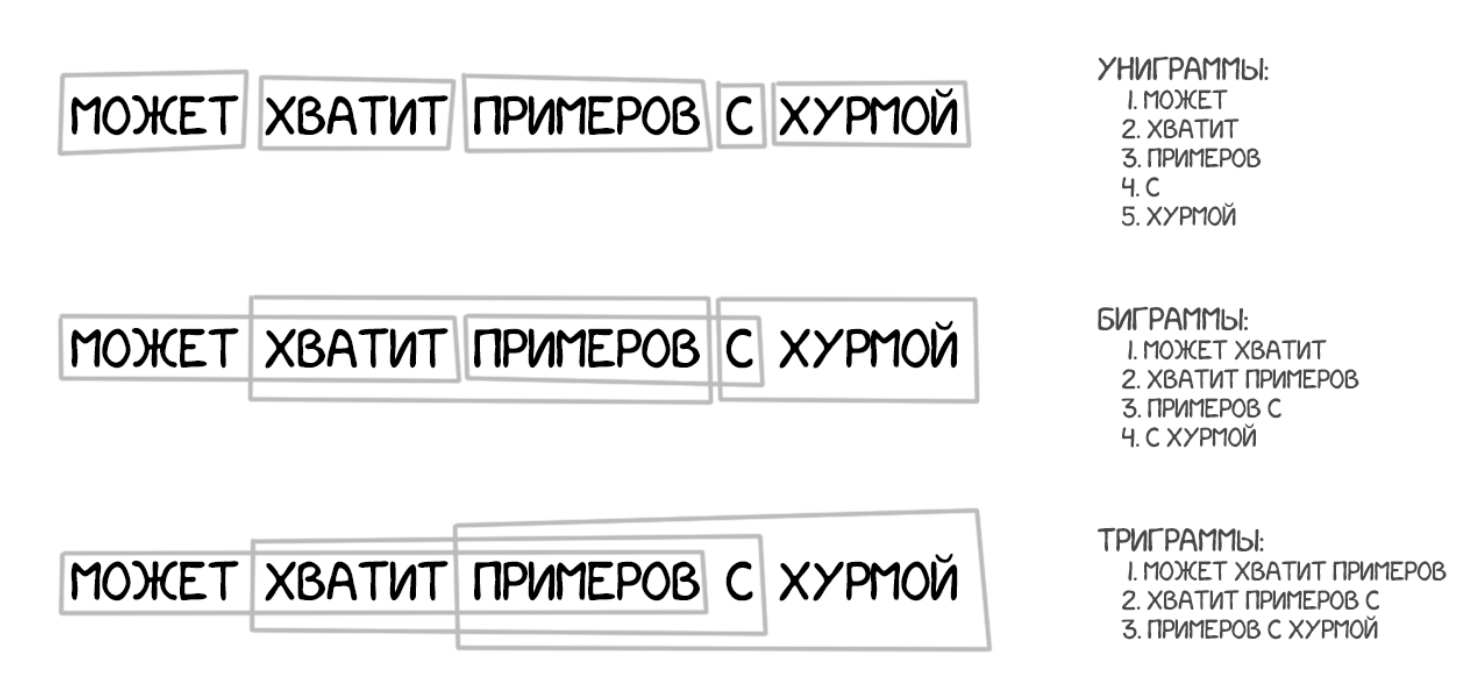 МОЖЕТ ХВАТИТ ПРИМЕРОВ С ХУРМОЙ
УНИГРАММЫ:
1. МОЖЕТ
2. ХВАТИТ
3. ПРИМЕРОВ
4. С
5. ХУРМОЙ
МОЖЕТ ХВАТИТ ПРИМЕРОВ С ХУРМОЙ
БИГРАММЫ:
1. МОЖЕТ ХВАТИТ
2. ХВАТИТ ПРИМЕРОВ
3. ПРИМЕРОВ С
4. С ХУРМОЙ
МОЖЕТ ХВАТИТ ПРИМЕРОВ С ХУРМОЙ
ТРИГРАММЫ:
1. МОЖЕТ ХВАТИТ ПРИМЕРОВ
2. ХВАТИТ ПРИМЕРОВ С
3. ПРИМЕРОВ С ХУРМОЙ